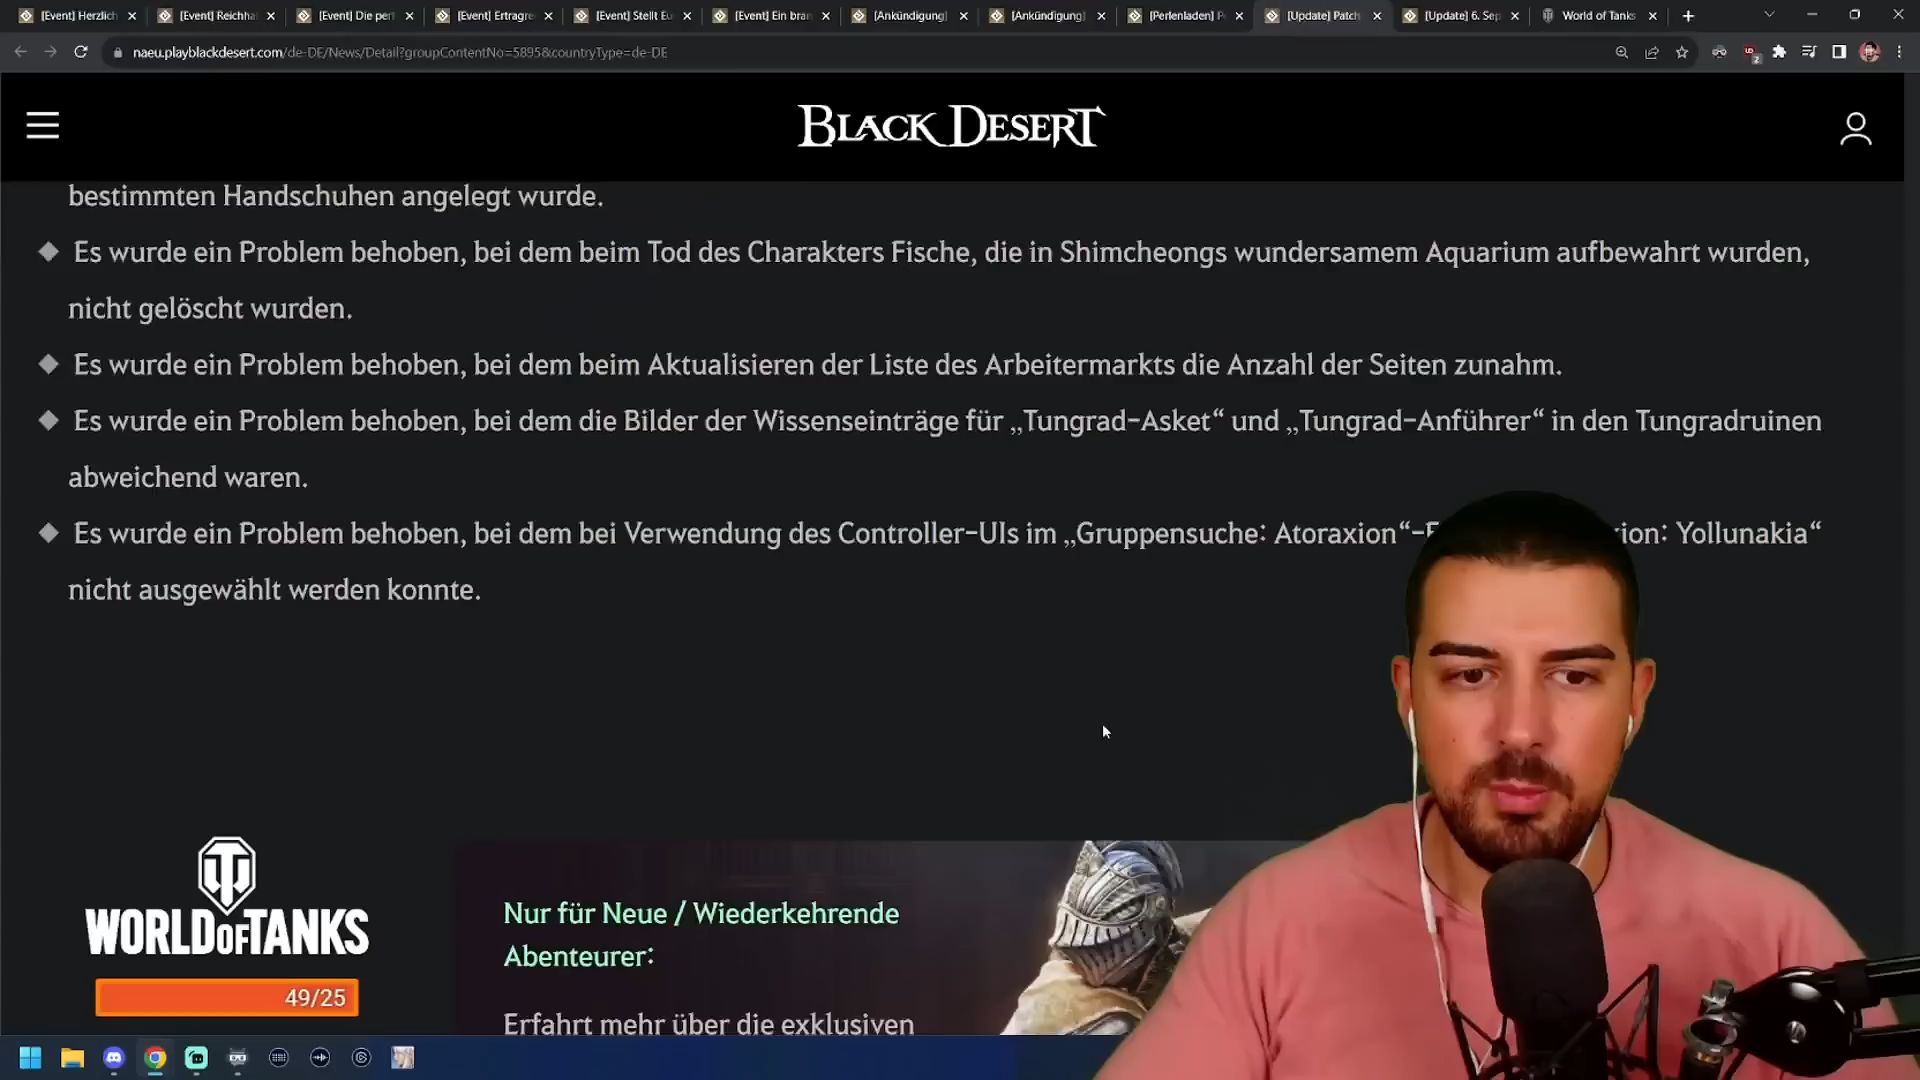 [Event] Herzlich
[Event] Reichha
[Event] Die per
[Event] Ertragre
[Event] Stellt Eu
[Event] Ein bran
[Ankündigung]
[Ankündigung]
[Perlenladen] P
[Update] Patch
[Update] 6. Sep
World of Tanks
naeu.playblackdesert.com/de-DE/News/Detail?groupContentNo=5895&countryType=de-DE
2
BLACK DESERT
bestimmten Handschuhen angelegt wurde.
Es wurde ein Problem behoben, bei dem beim Tod des Charakters Fische, die in Shimcheongs wundersamem Aquarium aufbewahrt wurden,
nicht gelöscht wurden.
Es wurde ein Problem behoben, bei dem beim Aktualisieren der Liste des Arbeitermarkts die Anzahl der Seiten zunahm.
Es wurde ein Problem behoben, bei dem die Bilder der Wissenseinträge für „Tungrad-Asket“ und „Tungrad-Anführer“ in den Tungradruinen
abweichend waren.
Es wurde ein Problem behoben, bei dem bei Verwendung des Controller-UIs im „Gruppensuche: Atoraxion“- Yollunakia“
nicht ausgewählt werden konnte.
WORLD OF TANKS
49/25
Nur für Neue / Wiederkehrende
Abenteurer:
Erfahrt mehr über die exklusiven